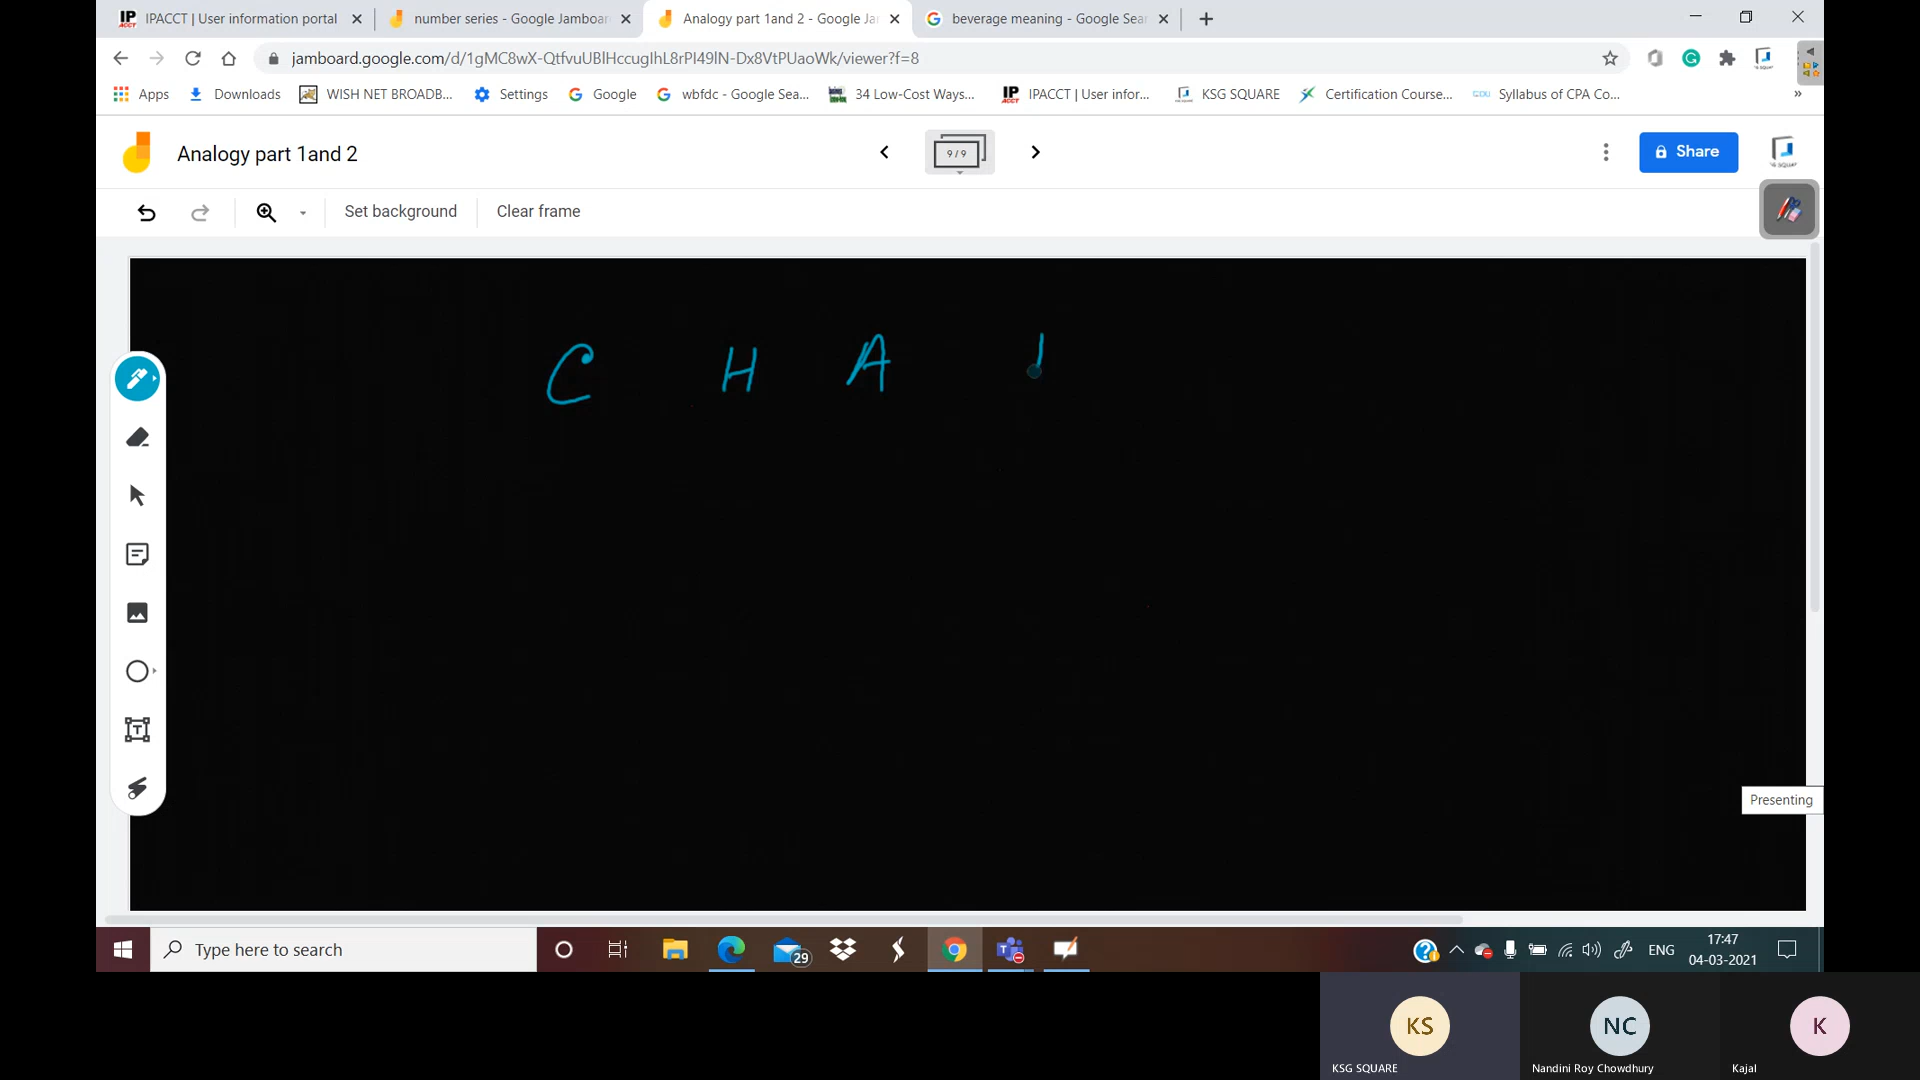 IPACCT | User information portal
number series - Google Jamboar
Analogy part 1and 2 - Google Ja
beverage meaning - Google Sea
jamboard.google.com/d/1gMC8wX-QtfvuUBlHccugIhL8rPI49lN-Dx8VtPUaoWk/viewer?f=8
Apps Downloads WISH NET BROADB... Settings Google wbfdc - Google Sea... 34 Low-Cost Ways... IPACCT | User infor... KSG SQUARE Certification Course... Syllabus of CPA Co... »
Analogy part 1and 2
9 / 9
Share
Set background Clear frame
C H A
Presenting
Type here to search
29
ENG
17:47
04-03-2021
KS NC K
KSG SQUARE Nandini Roy Chowdhury Kajal